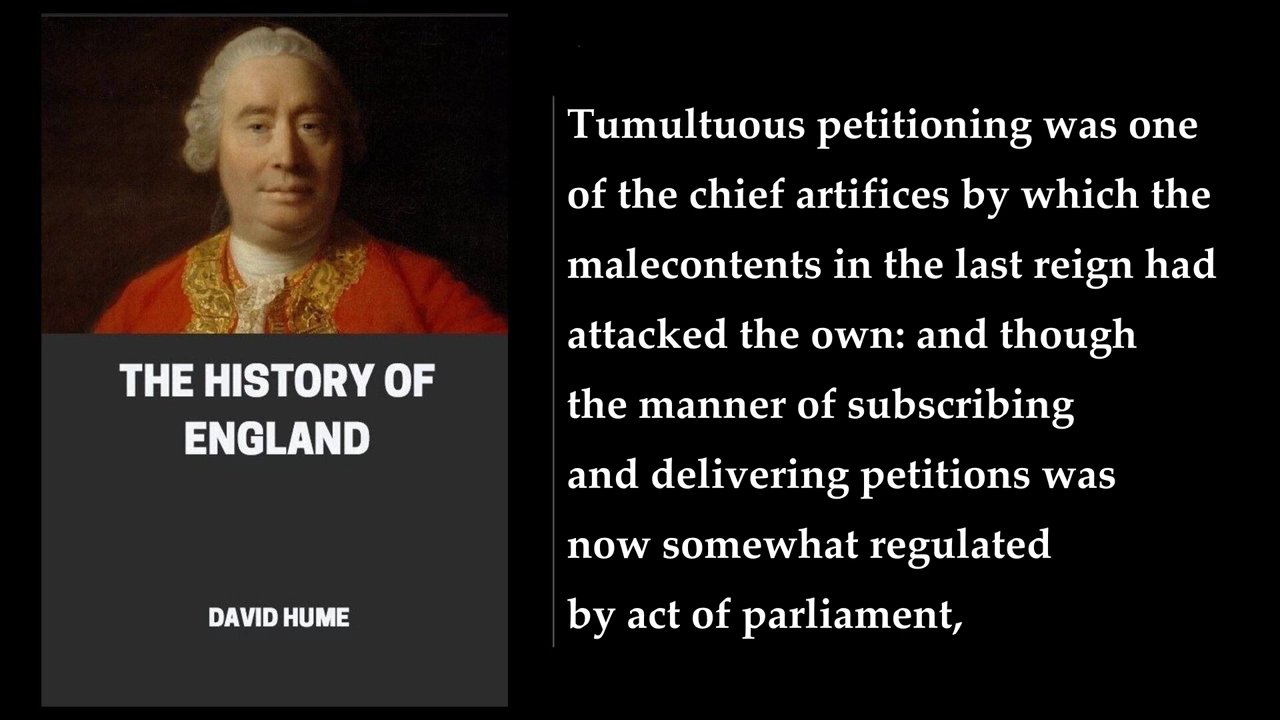 THE HISTORY OF
ENGLAND
DAVID HUME
Tumultuous petitioning was one
of the chief artifices by which the
malecontents in the last reign had
attacked the own: and though
the manner of subscribing
and delivering petitions was
now somewhat regulated
by act of parliament,